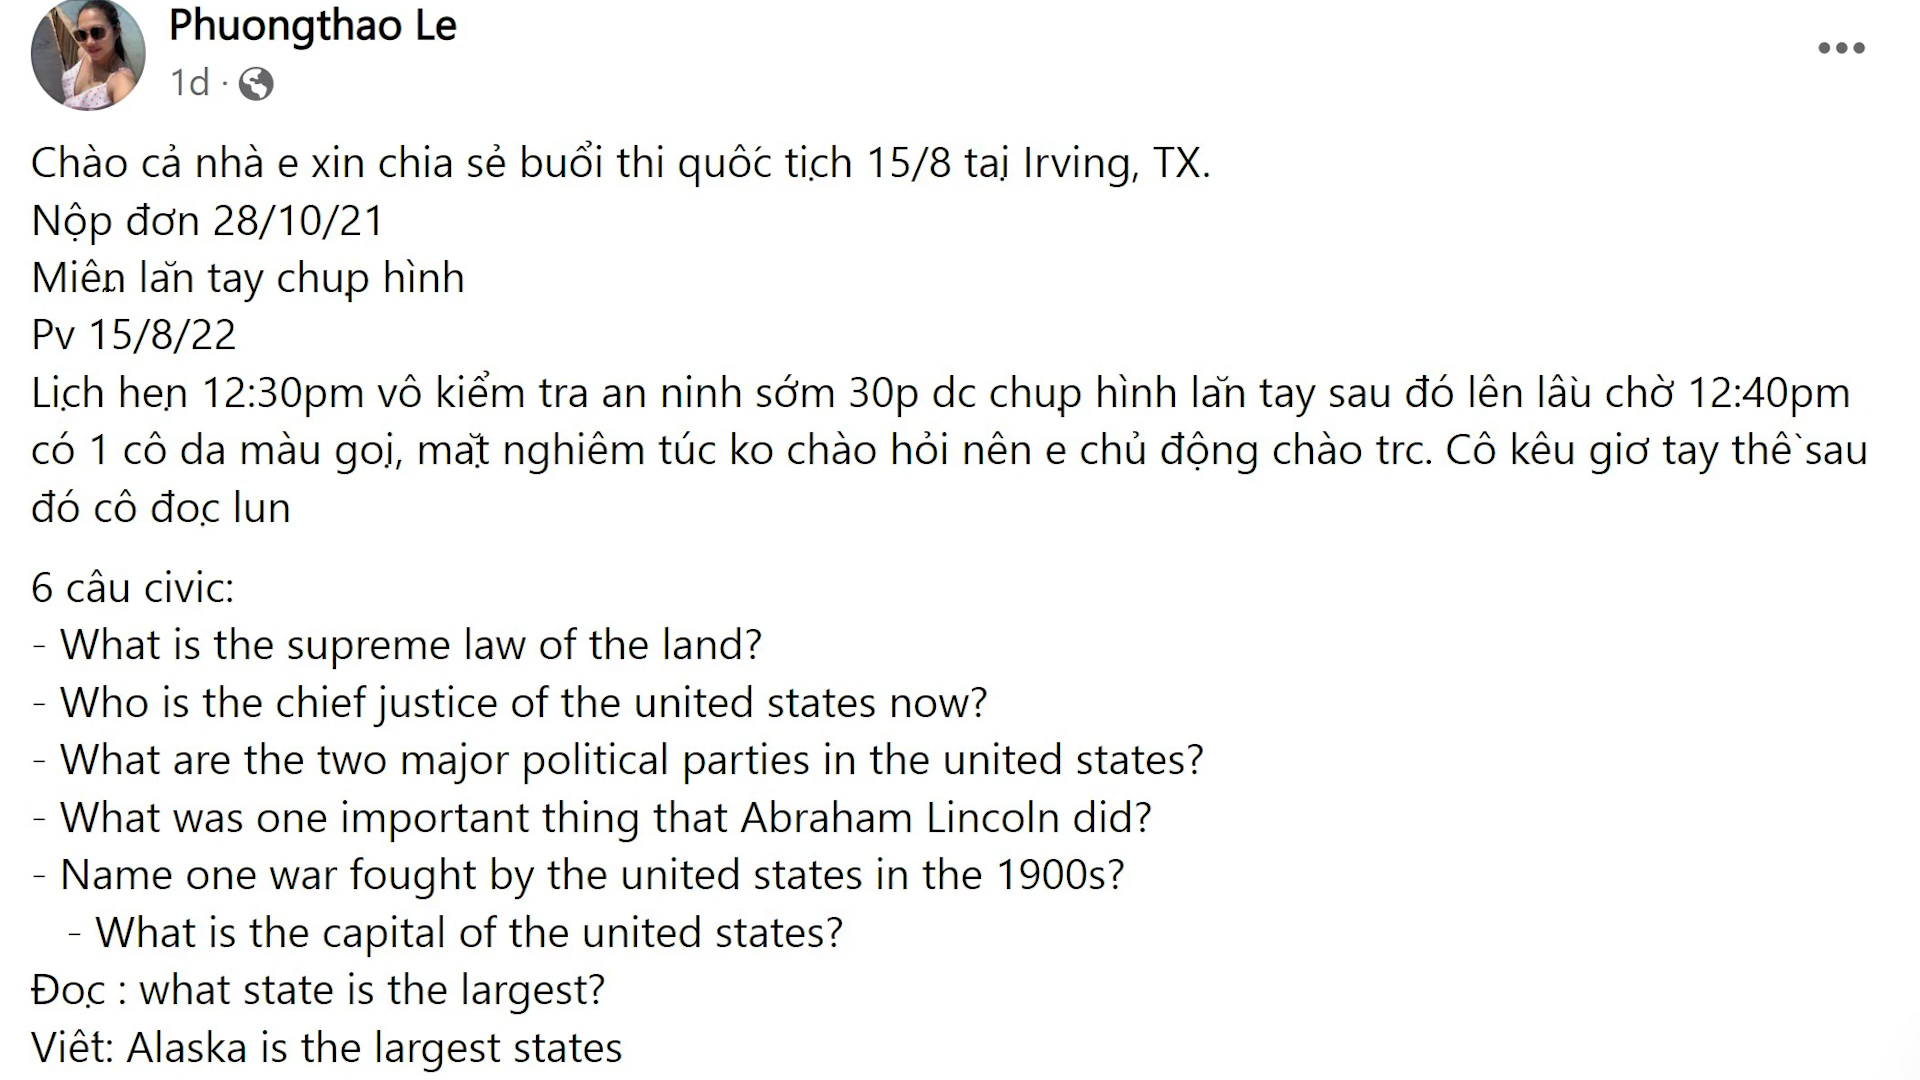 Phuongthao Le
1d ·
Chào cả nhà e xin chia sẻ buổi thi quốc tịch 15/8 tại Irving, TX.
Nộp đơn 28/10/21
Miễn lăn tay chụp hình
Pv 15/8/22
Lịch hẹn 12:30pm vô kiểm tra an ninh sớm 30p dc chụp hình lăn tay sau đó lên lầu chờ 12:40pm
có 1 cô da màu gọi, mặt nghiêm túc ko chào hỏi nên e chủ động chào trc. Cô kêu giơ tay thề sau
đó cô đọc lun
6 câu civic:
- What is the supreme law of the land?
- Who is the chief justice of the united states now?
- What are the two major political parties in the united states?
- What was one important thing that Abraham Lincoln did?
- Name one war fought by the united states in the 1900s?
- What is the capital of the united states?
Đọc : what state is the largest?
Viết: Alaska is the largest states